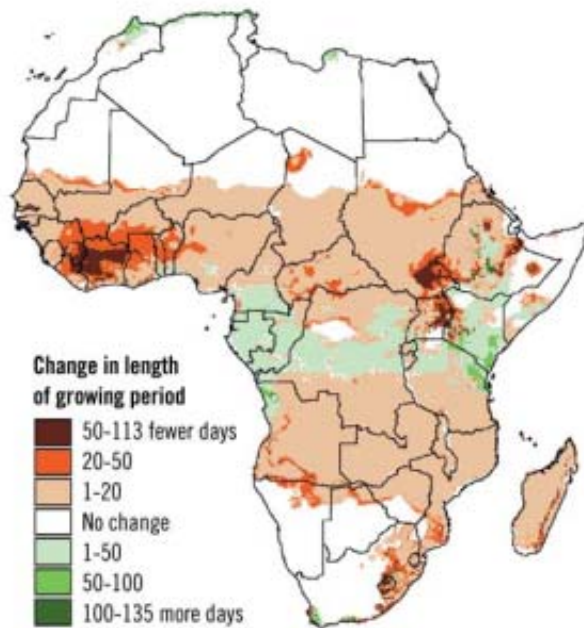 Change in length
of growing period
50-113 fewer days
20-50
1-20
No change
1-50
50-100
100-135 more days